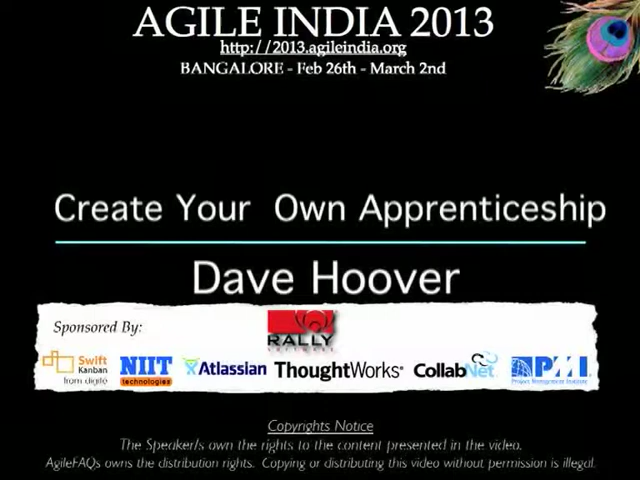 AGILE INDIA 2013
http://2013.agileindia.org
BANGALORE - Feb 26th - March 2nd
Create Your Own Apprenticeship
Dave Hoover
Sponsored By:
RALLY
SOFTWARE
Swift
Kanban
from digité
NIIT
technologies
Atlassian
ThoughtWorks®
CollabNet
PMI
Project Management Institute
Copyrights Notice
The Speaker/s own the rights to the content presented in the video.
AgileFAQs owns the distribution rights. Copying or distributing this video without permission is illegal.